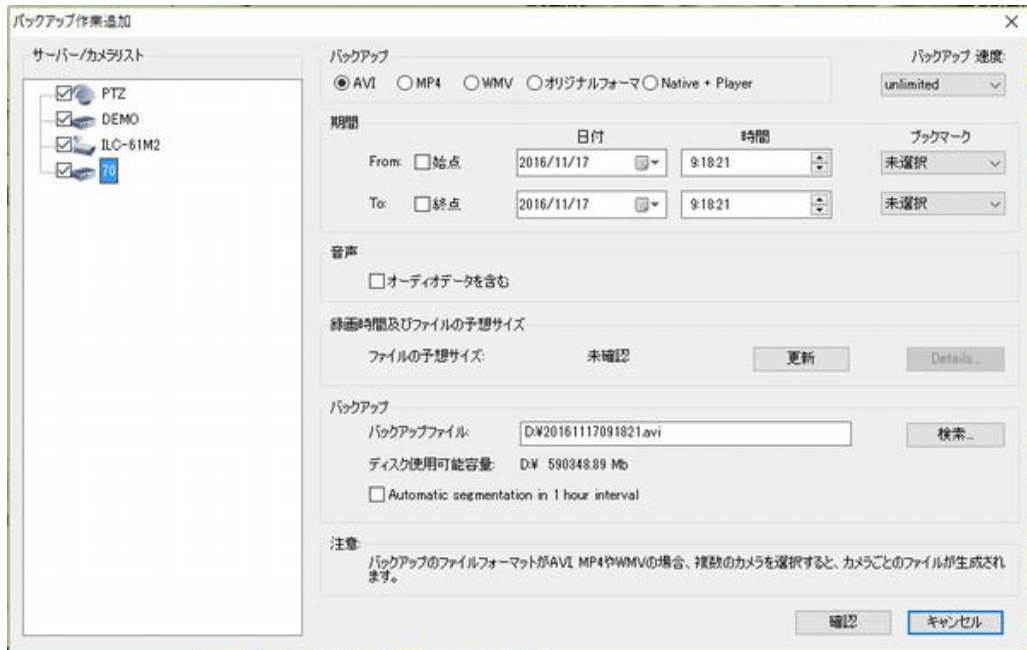 バックアップ作業追加
サーバー/カメラリスト
PTZ
DEMO
ILC-61M2
70
バックアップ
AVI MP4 WMV オリジナルフォーマ Native + Player
バックアップ 速度:
unlimited
期間
日付 時間 ブックマーク
From: 始点 2016/11/17 9:18:21 未選択
To: 終点 2016/11/17 9:18:21 未選択
音声
オーディオデータを含む
録画時間及びファイルの予想サイズ
ファイルの予想サイズ: 未確認 更新 Details...
バックアップ
バックアップファイル: D:¥20161117091821.avi 検索...
ディスク使用可能容量: D:¥ 590348.89 Mb
Automatic segmentation in 1 hour interval
注意:
バックアップのファイルフォーマットがAVI, MP4やWMVの場合、複数のカメラを選択すると、カメラごとのファイルが生成され
ます。
確認 キャンセル